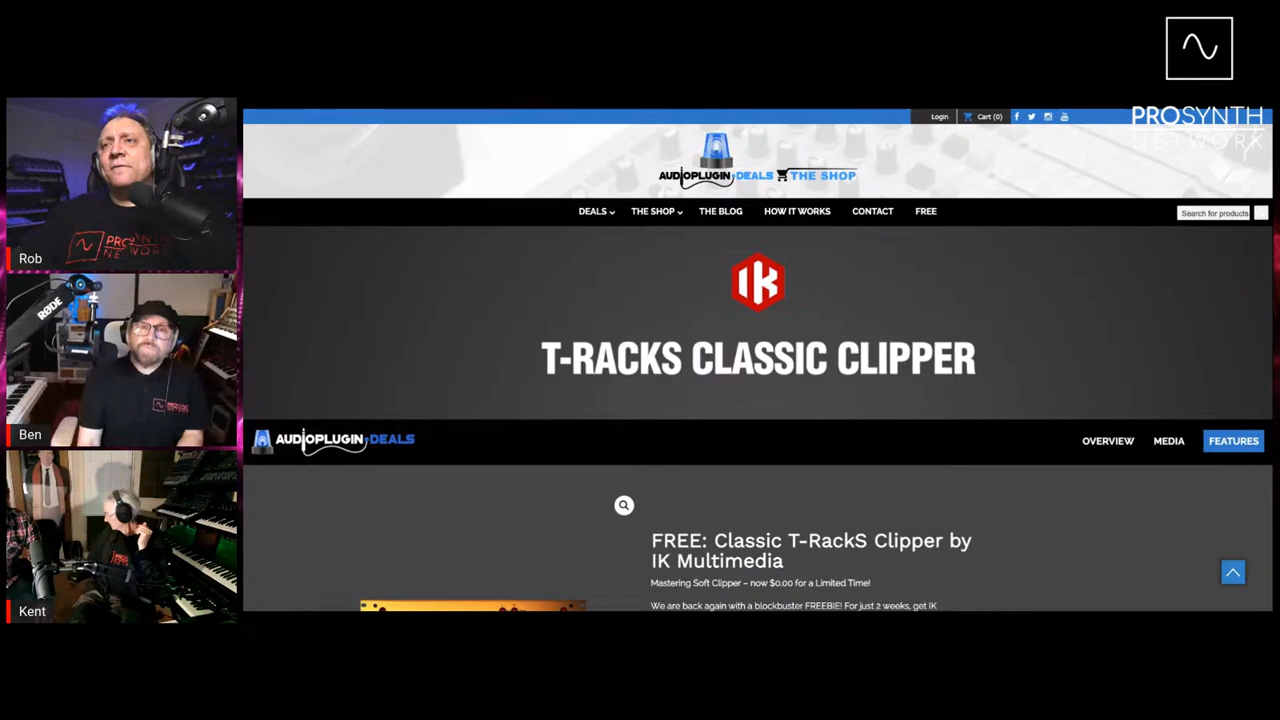 PROSYNTH
NETWORK
Login
Cart (0)
AUDIOPLUGIN DEALS THE SHOP
DEALS
THE SHOP
THE BLOG
HOW IT WORKS
CONTACT
FREE
Search for products
IK
T-RACKS CLASSIC CLIPPER
AUDIOPLUGIN DEALS
OVERVIEW
MEDIA
FEATURES
FREE: Classic T-RackS Clipper by
IK Multimedia
Mastering Soft Clipper – now $0.00 for a Limited Time!
We are back again with a blockbuster FREEBIE! For just 2 weeks, get IK
Rob
RØDE
Ben
Kent